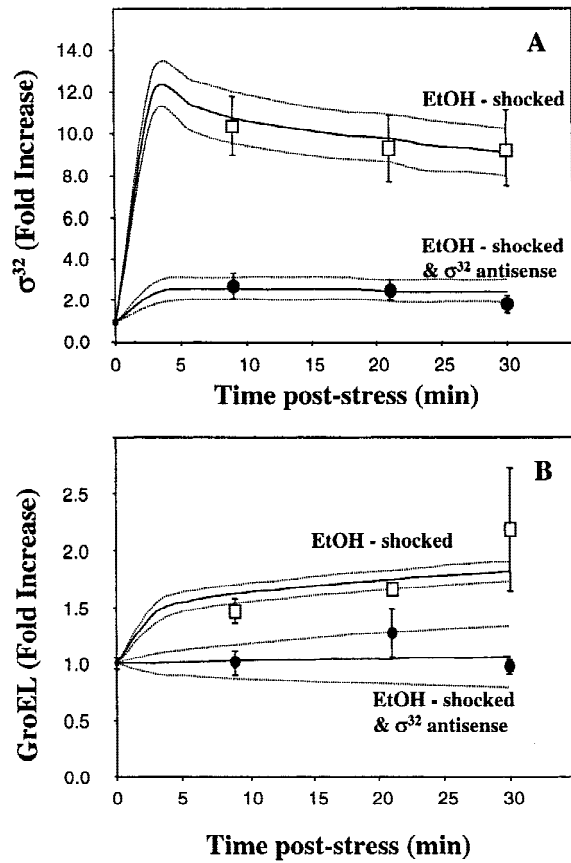 A
16.0
14.0
12.0
10.0
8.0
6.0
4.0
2.0
0.0
σ³² (Fold Increase)
EtOH - shocked
EtOH - shocked
& σ³² antisense
0 5 10 15 20 25 30 35
Time post-stress (min)
B
2.5
2.0
1.5
1.0
0.5
0.0
GroEL (Fold Increase)
EtOH - shocked
EtOH - shocked
& σ³² antisense
0 5 10 15 20 25 30
Time post-stress (min)